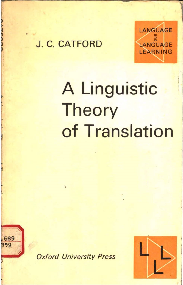 LANGUAGE
&
LANGUAGE
LEARNING
J. C. CATFORD
A Linguistic
Theory
of Translation
Oxford University Press
L
L
L